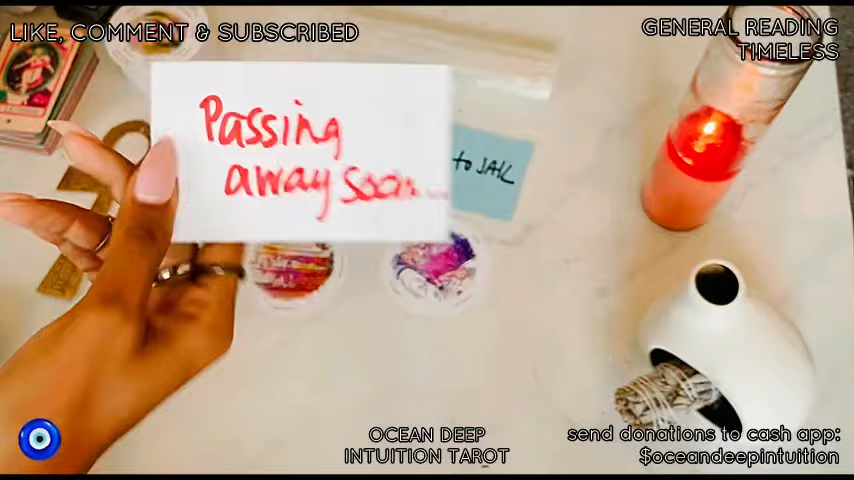 LIKE, COMMENT & SUBSCRIBED
GENERAL READING
TIMELESS
Passing
away soon...
to JAIL
OCEAN DEEP
INTUITION TAROT
send donations to cash app:
$oceandeepintuition